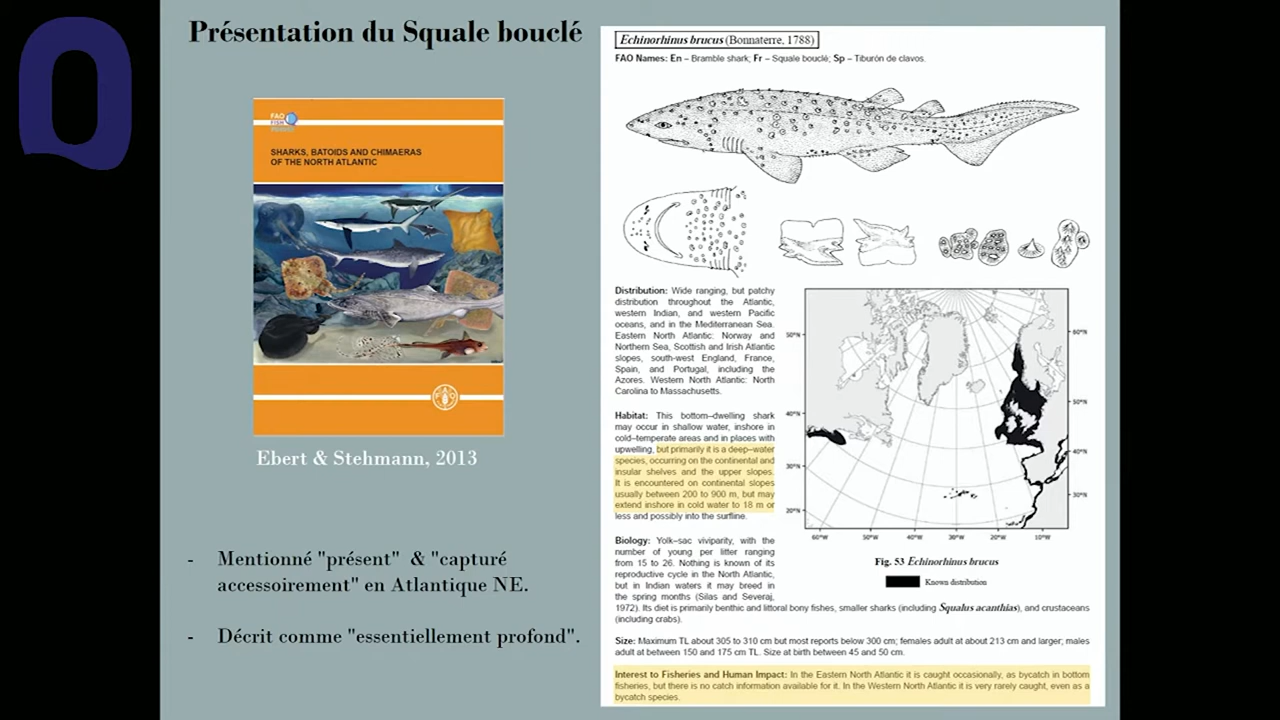 Présentation du Squale bouclé
FAO
FISH
SHARKS, BATOIDS AND CHIMAERAS
OF THE NORTH ATLANTIC
Ebert & Stehmann, 2013
- Mentionné "présent" & "capturé
accessoirement" en Atlantique NE.
- Décrit comme "essentiellement profond".
Echinorhinus brucus (Bonnaterre, 1788)
FAO Names: En – Bramble shark; Fr – Squale bouclé; Sp – Tiburón de clavos.
Distribution: Wide ranging, but patchy
distribution throughout the Atlantic,
western Indian, and western Pacific
oceans, and in the Mediterranean Sea.
Eastern North Atlantic: Norway and
Northern Sea, Scottish and Irish Atlantic
slopes, south-west England, France,
Spain, and Portugal, including the
Azores. Western North Atlantic: North
Carolina to Massachusetts.
Habitat: This bottom–dwelling shark
may occur in shallow water, inshore in
cold–temperate areas and in places with
upwelling, but primarily it is a deep–water
species, occurring on the continental and
insular shelves and the upper slopes.
It is encountered on continental slopes
usually between 200 to 900 m, but may
extend inshore in cold water to 18 m or
less and possibly into the surfline.
Biology: Yolk–sac viviparity, with the
number of young per litter ranging
from 15 to 26. Nothing is known of its
reproductive cycle in the North Atlantic,
but in Indian waters it may breed in
the spring months (Silas and Severaj,
1972). Its diet is primarily benthic and littoral bony fishes, smaller sharks (including Squalus acanthias), and crustaceans
(including crabs).
50°N
40°N
30°N
20°N
60°N
50°N
40°N
30°N
60°W
50°W
40°W
30°W
20°W
10°W
Fig. 53 Echinorhinus brucus
Known distribution
Size: Maximum TL about 305 to 310 cm but most reports below 300 cm; females adult at about 213 cm and larger; males
adult at between 150 and 175 cm TL. Size at birth between 45 and 50 cm.
Interest to Fisheries and Human Impact: In the Eastern North Atlantic it is caught occasionally, as bycatch in bottom
fisheries, but there is no catch information available for it. In the Western North Atlantic it is very rarely caught, even as a
bycatch species.